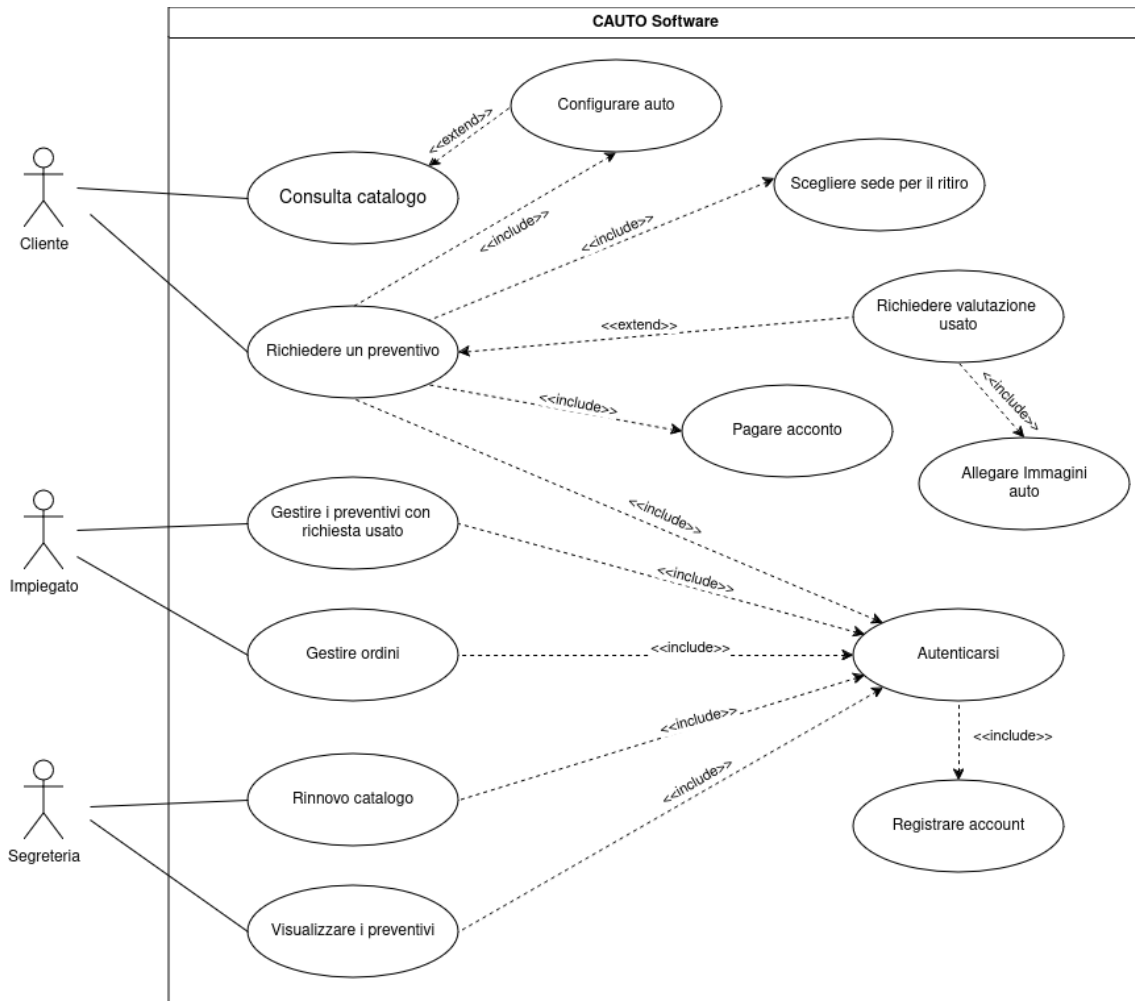 CAUTO Software
Configurare auto
<<extend>>
Consulta catalogo
Scegliere sede per il ritiro
Cliente
<<include>>
<<include>>
Richiedere valutazione
usato
<<extend>>
Richiedere un preventivo
<<include>>
<<include>>
Pagare acconto
Allegare Immagini
auto
Gestire i preventivi con
richiesta usato
<<include>>
Impiegato
<<include>>
Gestire ordini
<<include>>
Autenticarsi
<<include>>
<<include>>
<<include>>
Rinnovo catalogo
Registrare account
Segreteria
Visualizzare i preventivi